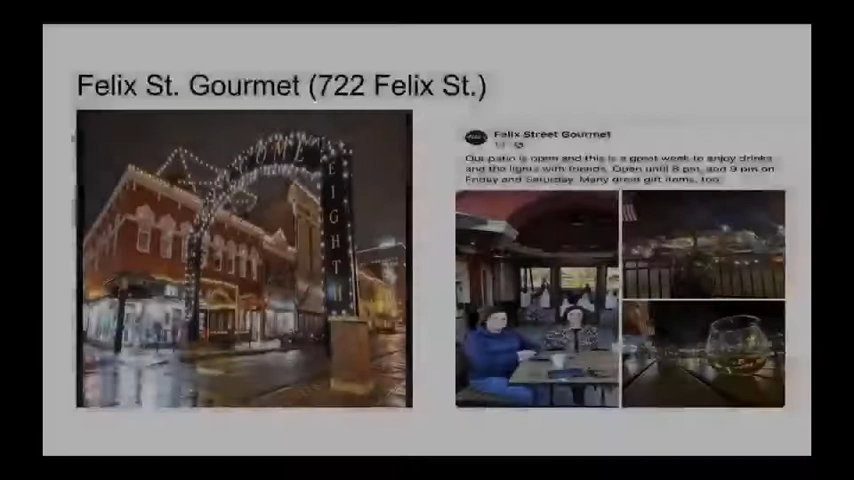 Felix St. Gourmet (722 Felix St.)
COME
EIGHTH
Felix Street Gourmet
Our patio is open and this is a great week to enjoy drinks
and the lights with friends. Open until 8 pm, and 9 pm on
Friday and Saturday. Many great gift items, too.